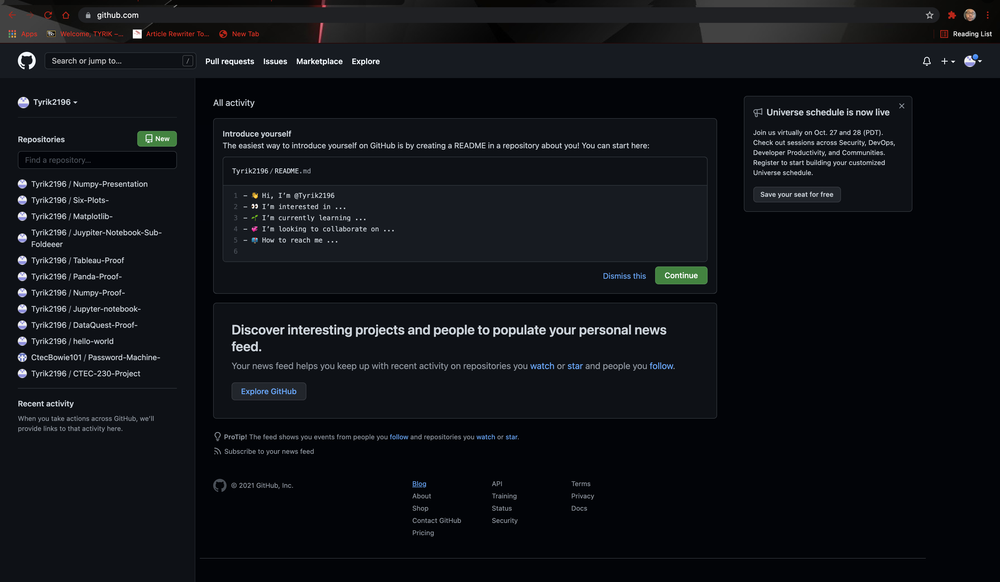 github.com
Apps
Bb
Welcome, TYRIK –...
Article Rewriter To...
New Tab
Reading List
Search or jump to...
/
Pull requests
Issues
Marketplace
Explore
Tyrik2196
Repositories
New
Find a repository...
Tyrik2196 / Numpy-Presentation
Tyrik2196 / Six-Plots-
Tyrik2196 / Matplotlib-
Tyrik2196 / Juypiter-Notebook-Sub-
Foldeeer
Tyrik2196 / Tableau-Proof
Tyrik2196 / Panda-Proof-
Tyrik2196 / Numpy-Proof-
Tyrik2196 / Jupyter-notebook-
Tyrik2196 / DataQuest-Proof-
Tyrik2196 / hello-world
CtecBowie101 / Password-Machine-
Tyrik2196 / CTEC-230-Project
Recent activity
When you take actions across GitHub, we’ll
provide links to that activity here.
All activity
Introduce yourself
The easiest way to introduce yourself on GitHub is by creating a README in a repository about you! You can start here:
Tyrik2196 / README.md
1 – 👋 Hi, I’m @Tyrik2196
2 – 👀 I’m interested in ...
3 – 🌱 I’m currently learning ...
4 – 💞️ I’m looking to collaborate on ...
5 – 📫 How to reach me ...
6
Dismiss this
Continue
Discover interesting projects and people to populate your personal news
feed.
Your news feed helps you keep up with recent activity on repositories you watch or star and people you follow.
Explore GitHub
ProTip! The feed shows you events from people you follow and repositories you watch or star.
Subscribe to your news feed
Universe schedule is now live
Join us virtually on Oct. 27 and 28 (PDT).
Check out sessions across Security, DevOps,
Developer Productivity, and Communities.
Register to start building your customized
Universe schedule.
Save your seat for free
© 2021 GitHub, Inc.
Blog
About
Shop
Contact GitHub
Pricing
API
Training
Status
Security
Terms
Privacy
Docs